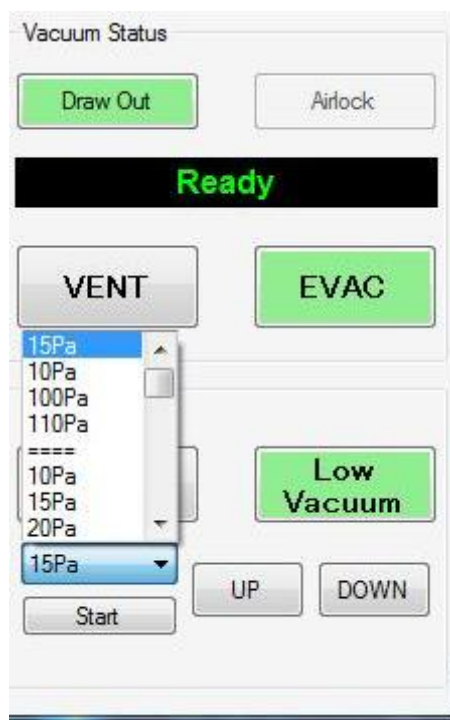 Vacuum Status
Draw Out
Airlock
Ready
VENT
EVAC
15Pa
10Pa
100Pa
110Pa
====
10Pa
15Pa
20Pa
Low
Vacuum
15Pa
UP
DOWN
Start